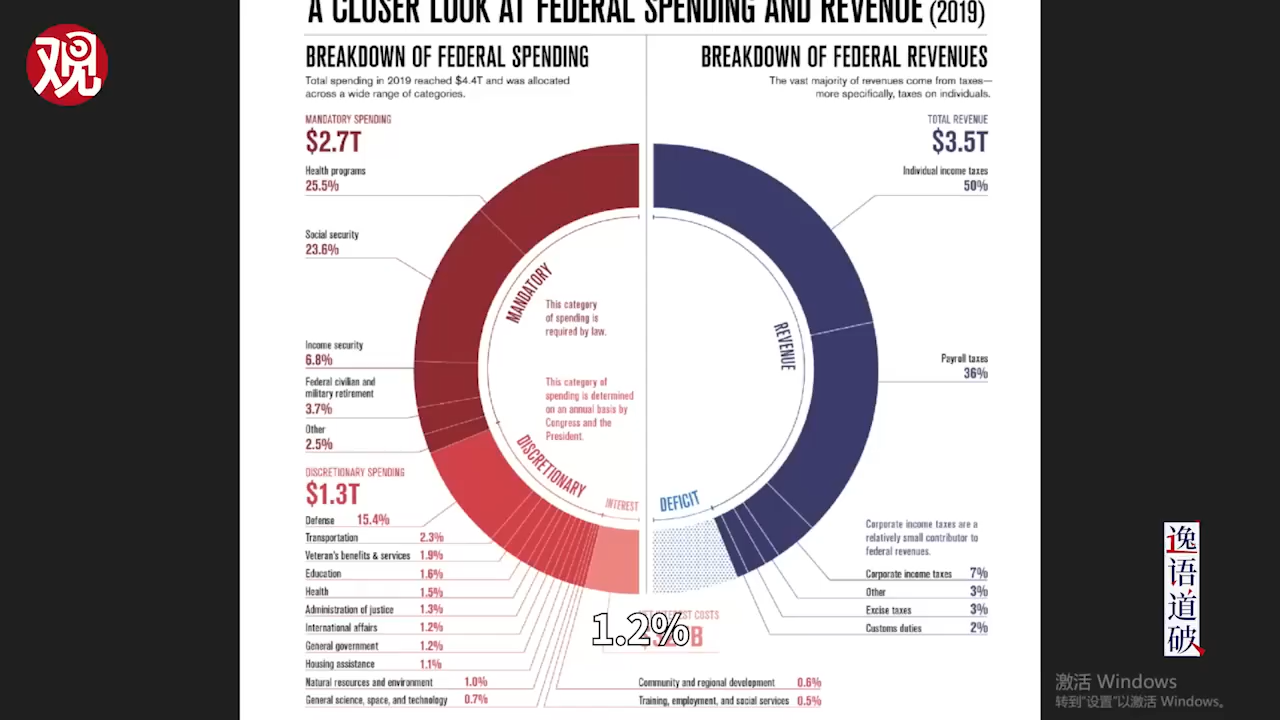 A CLOSER LOOK AT FEDERAL SPENDING AND REVENUE (2019)
观
BREAKDOWN OF FEDERAL SPENDING
Total spending in 2019 reached $4.4T and was allocated
across a wide range of categories.
MANDATORY SPENDING
$2.7T
Health programs
25.5%
Social security
23.6%
Income security
6.8%
Federal civilian and
military retirement
3.7%
Other
2.5%
DISCRETIONARY SPENDING
$1.3T
Defense 15.4%
Transportation 2.3%
Veteran's benefits & services 1.9%
Education 1.6%
Health 1.5%
Administration of justice 1.3%
International affairs 1.2%
General government 1.2%
Housing assistance 1.1%
Natural resources and environment 1.0%
General science, space, and technology 0.7%
MANDATORY
This category
of spending is
required by law.
This category of
spending is determined
on an annual basis by
Congress and the
President.
DISCRETIONARY
INTEREST
COSTS
1.2%
Community and regional development 0.6%
Training, employment, and social services 0.5%
BREAKDOWN OF FEDERAL REVENUES
The vast majority of revenues come from taxes—
more specifically, taxes on individuals.
TOTAL REVENUE
$3.5T
Individual income taxes
50%
REVENUE
Payroll taxes
36%
DEFICIT
Corporate income taxes are a
relatively small contributor to
federal revenues.
Corporate income taxes 7%
Other 3%
Excise taxes 3%
Customs duties 2%
逸语道破
激活 Windows
转到"设置"以激活 Windows。